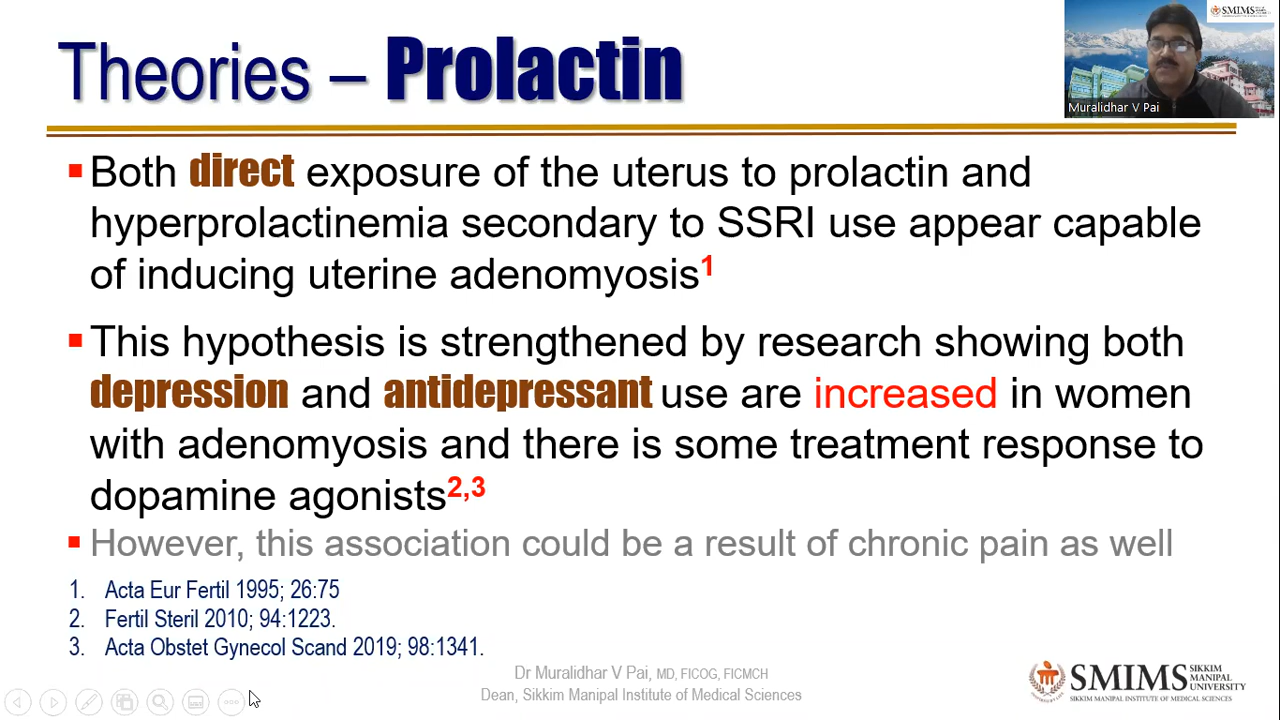 Theories – Prolactin
SMIMS
Muralidhar V Pai
Both direct exposure of the uterus to prolactin and
hyperprolactinemia secondary to SSRI use appear capable
of inducing uterine adenomyosis1
This hypothesis is strengthened by research showing both
depression and antidepressant use are increased in women
with adenomyosis and there is some treatment response to
dopamine agonists2,3
However, this association could be a result of chronic pain as well
1. Acta Eur Fertil 1995; 26:75
2. Fertil Steril 2010; 94:1223.
3. Acta Obstet Gynecol Scand 2019; 98:1341.
Dr Muralidhar V Pai, MD, FICOG, FICMCH
Dean, Sikkim Manipal Institute of Medical Sciences
SMIMS SIKKIM MANIPAL UNIVERSITY
SIKKIM MANIPAL INSTITUTE OF MEDICAL SCIENCES